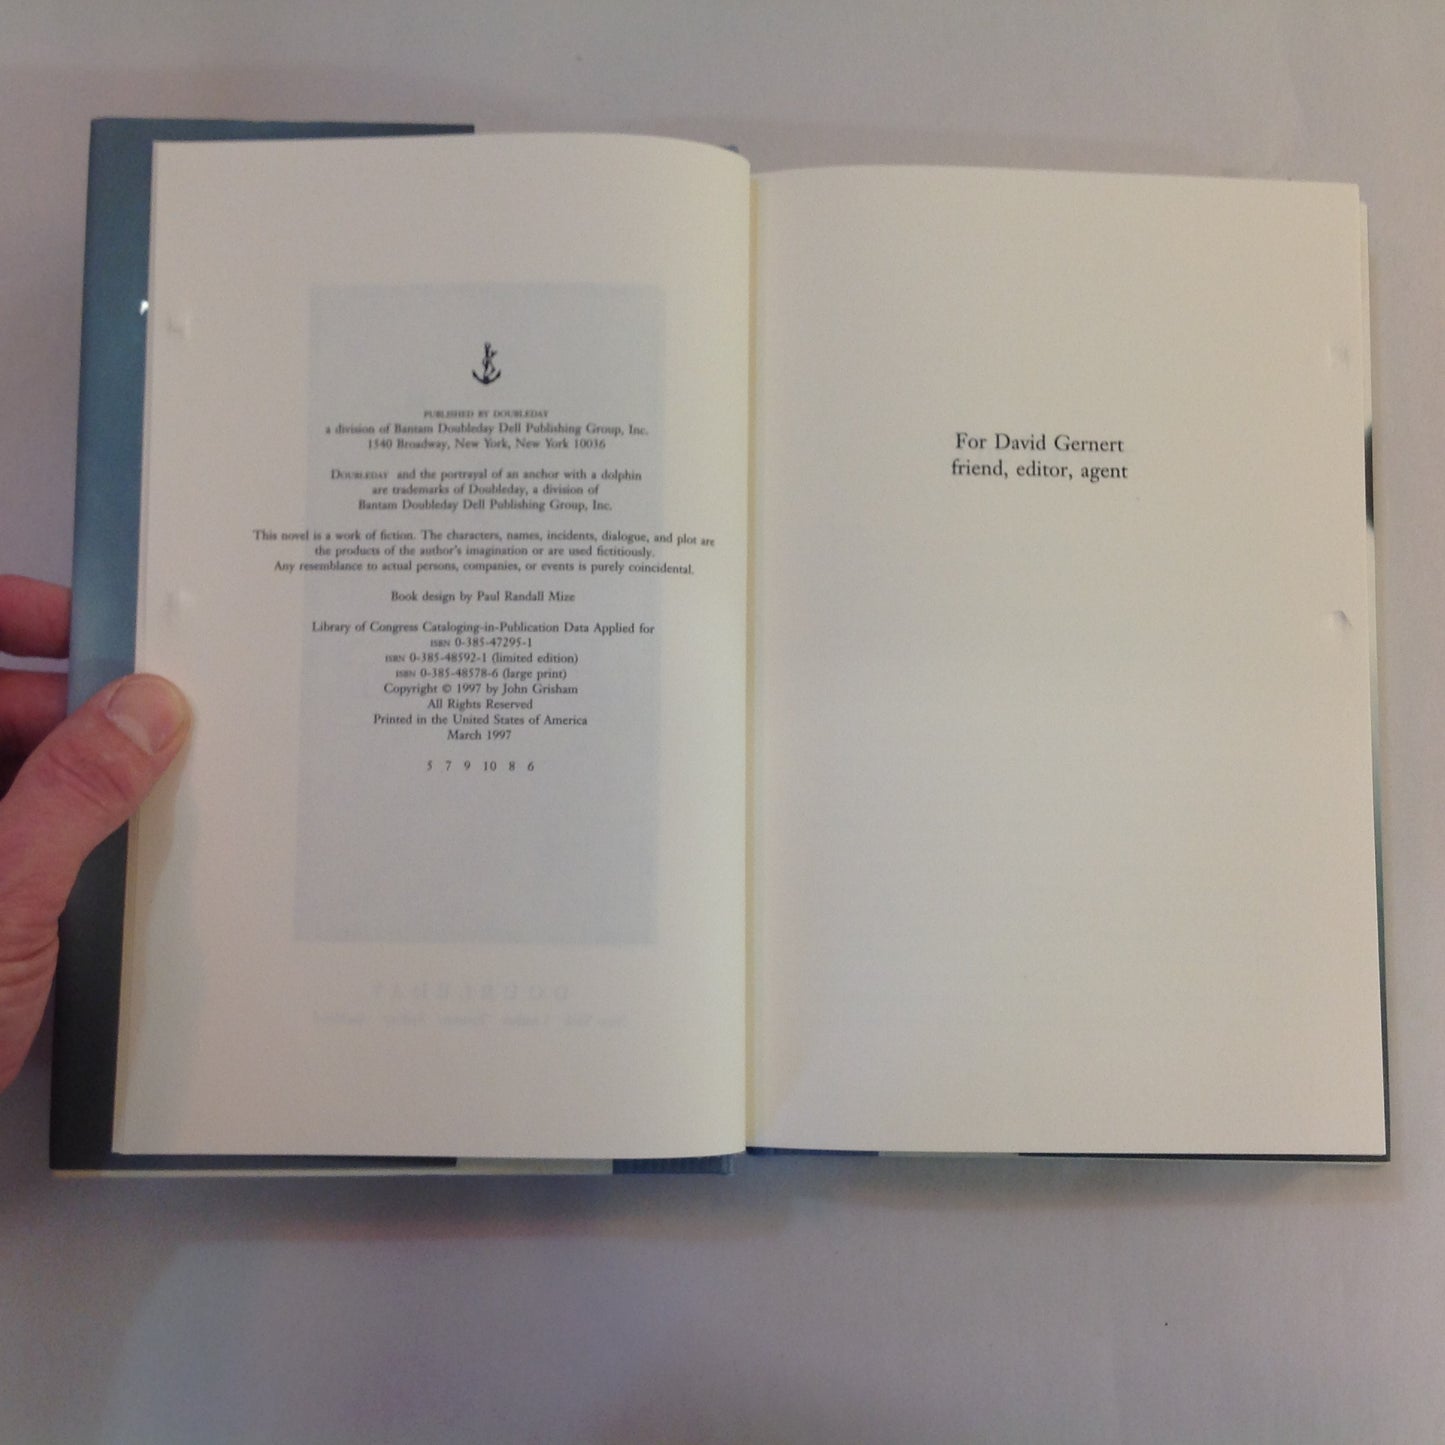 PUBLISHED BY DOUBLEDAY
a division of Bantam Doubleday Dell Publishing Group, Inc.
1540 Broadway, New York, New York 10036
DOUBLEDAY and the portrayal of an anchor with a dolphin
are trademarks of Doubleday, a division of
Bantam Doubleday Dell Publishing Group, Inc.
This novel is a work of fiction. The characters, names, incidents, dialogue, and plot are
the products of the author's imagination or are used fictitiously.
Any resemblance to actual persons, companies, or events is purely coincidental.
Book design by Paul Randall Mize
Library of Congress Cataloging-in-Publication Data Applied for
ISBN 0-385-47295-1
ISBN 0-385-48592-1 (limited edition)
ISBN 0-385-48578-6 (large print)
Copyright © 1997 by John Grisham
All Rights Reserved
Printed in the United States of America
March 1997
5 7 9 10 8 6
For David Gernert
friend, editor, agent